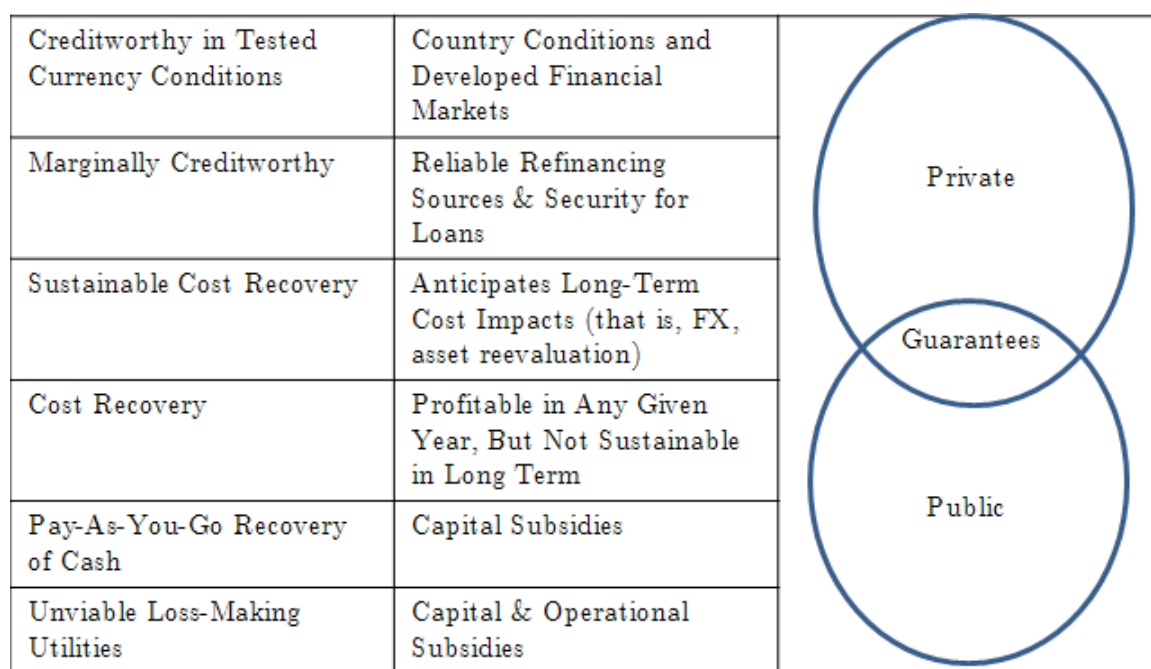 Creditworthy in Tested
Currency Conditions
Country Conditions and
Developed Financial
Markets
Marginally Creditworthy
Reliable Refinancing
Sources & Security for
Loans
Private
Sustainable Cost Recovery
Anticipates Long-Term
Cost Impacts (that is, FX,
asset reevaluation)
Guarantees
Cost Recovery
Profitable in Any Given
Year, But Not Sustainable
in Long Term
Pay-As-You-Go Recovery
of Cash
Capital Subsidies
Public
Unviable Loss-Making
Utilities
Capital & Operational
Subsidies